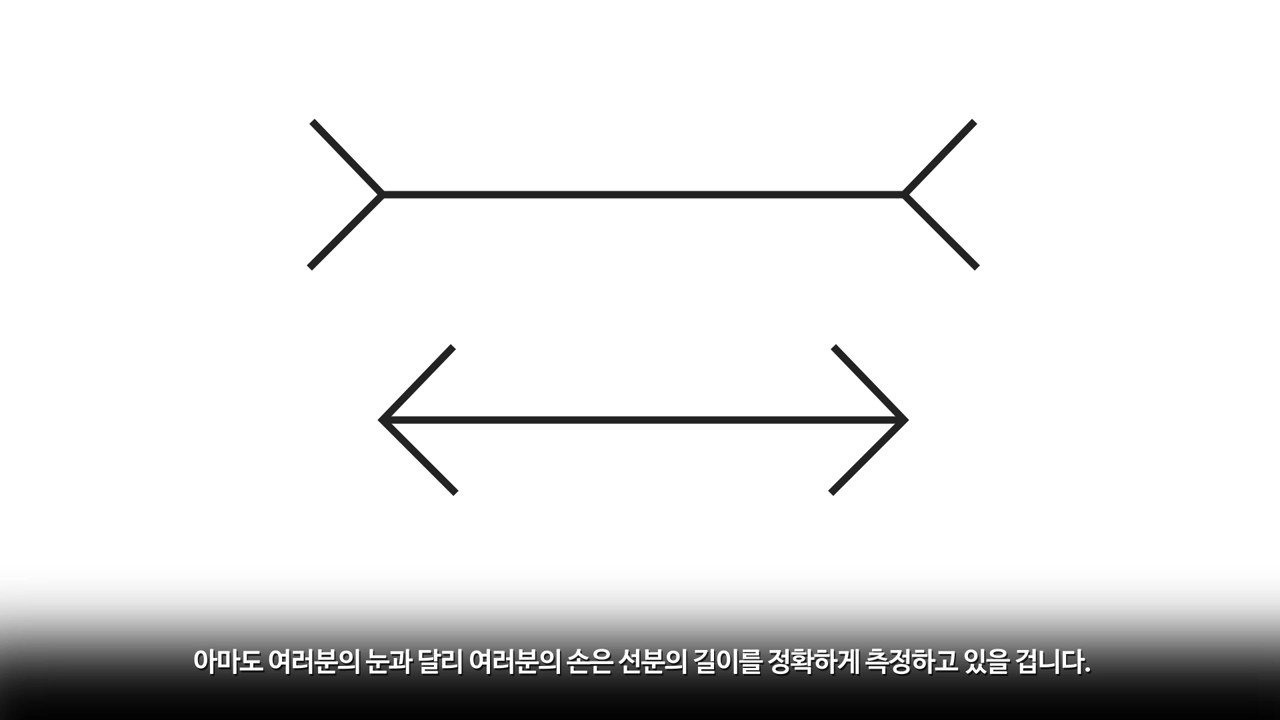 아마도 여러분의 눈과 달리 여러분의 손은 선분의 길이를 정확하게 측정하고 있을 겁니다.